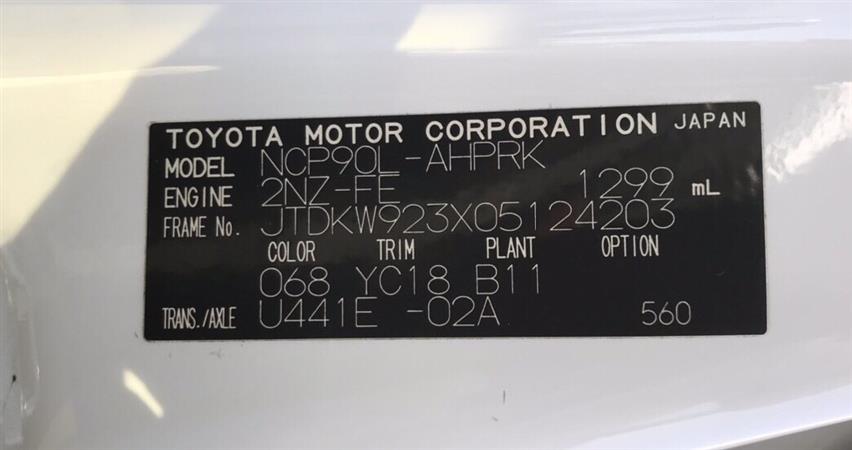 TOYOTA MOTOR CORPORATION JAPAN
MODEL NCP90L-AHPRK
ENGINE 2NZ-FE 1299 mL
FRAME No. JTDKW923X05124203
COLOR TRIM PLANT OPTION
068 YC18 B11
TRANS./AXLE U441E -02A 560